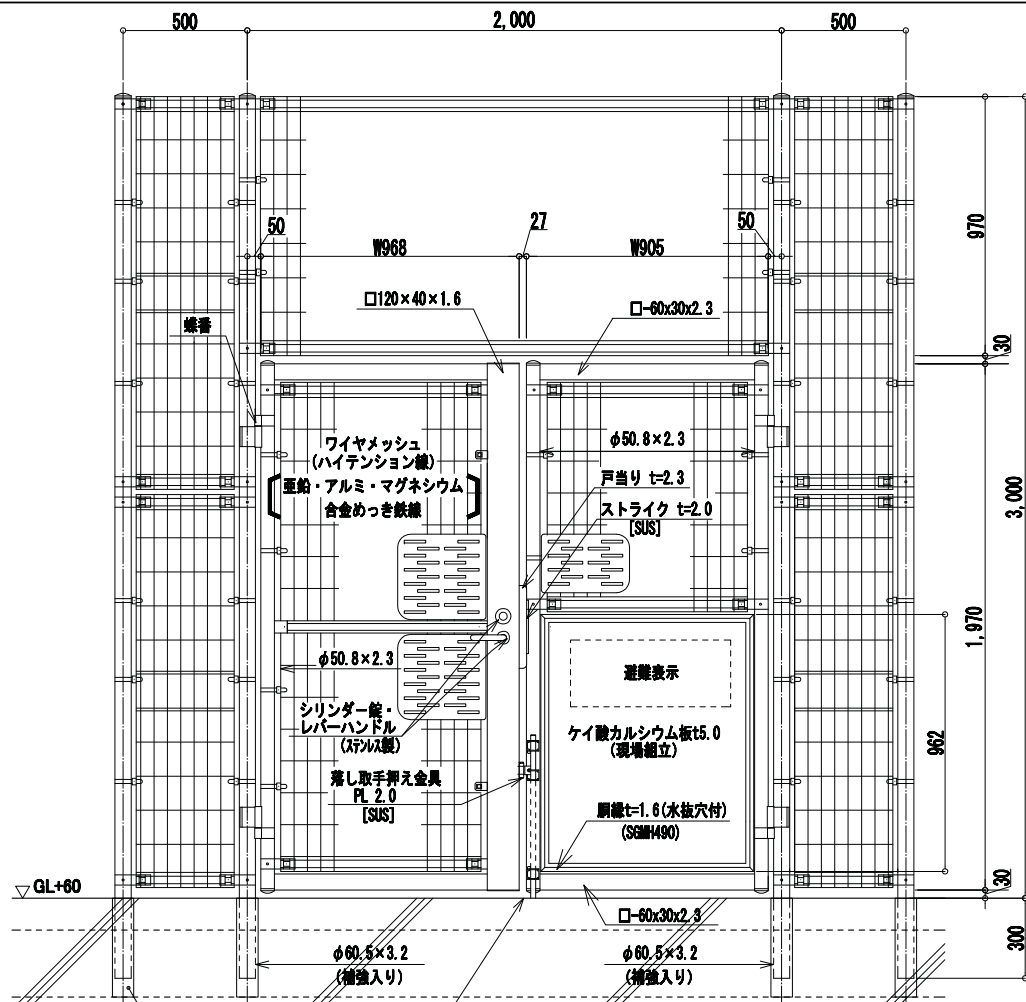 500
2,000
500
50
27
50
W968
W905
970
□120×40×1.6
□-60x30x2.3
蝶番
30
ワイヤメッシュ
(ハイテンション線)
亜鉛・アルミ・マグネシウム
合金めっき鉄線
φ50.8×2.3
戸当り t=2.3
ストライク t=2.0
[SUS]
3,000
1,970
φ50.8×2.3
避難表示
シリンダー錠・
レバーハンドル
(ステンレス製)
ケイ酸カルシウム板t5.0
(現場組立)
962
落し取手押え金具
PL 2.0
[SUS]
胴縁t=1.6(水抜穴付)
(SGMH490)
GL+60
30
□-60x30x2.3
300
φ60.5×3.2
(補強入り)
φ60.5×3.2
(補強入り)